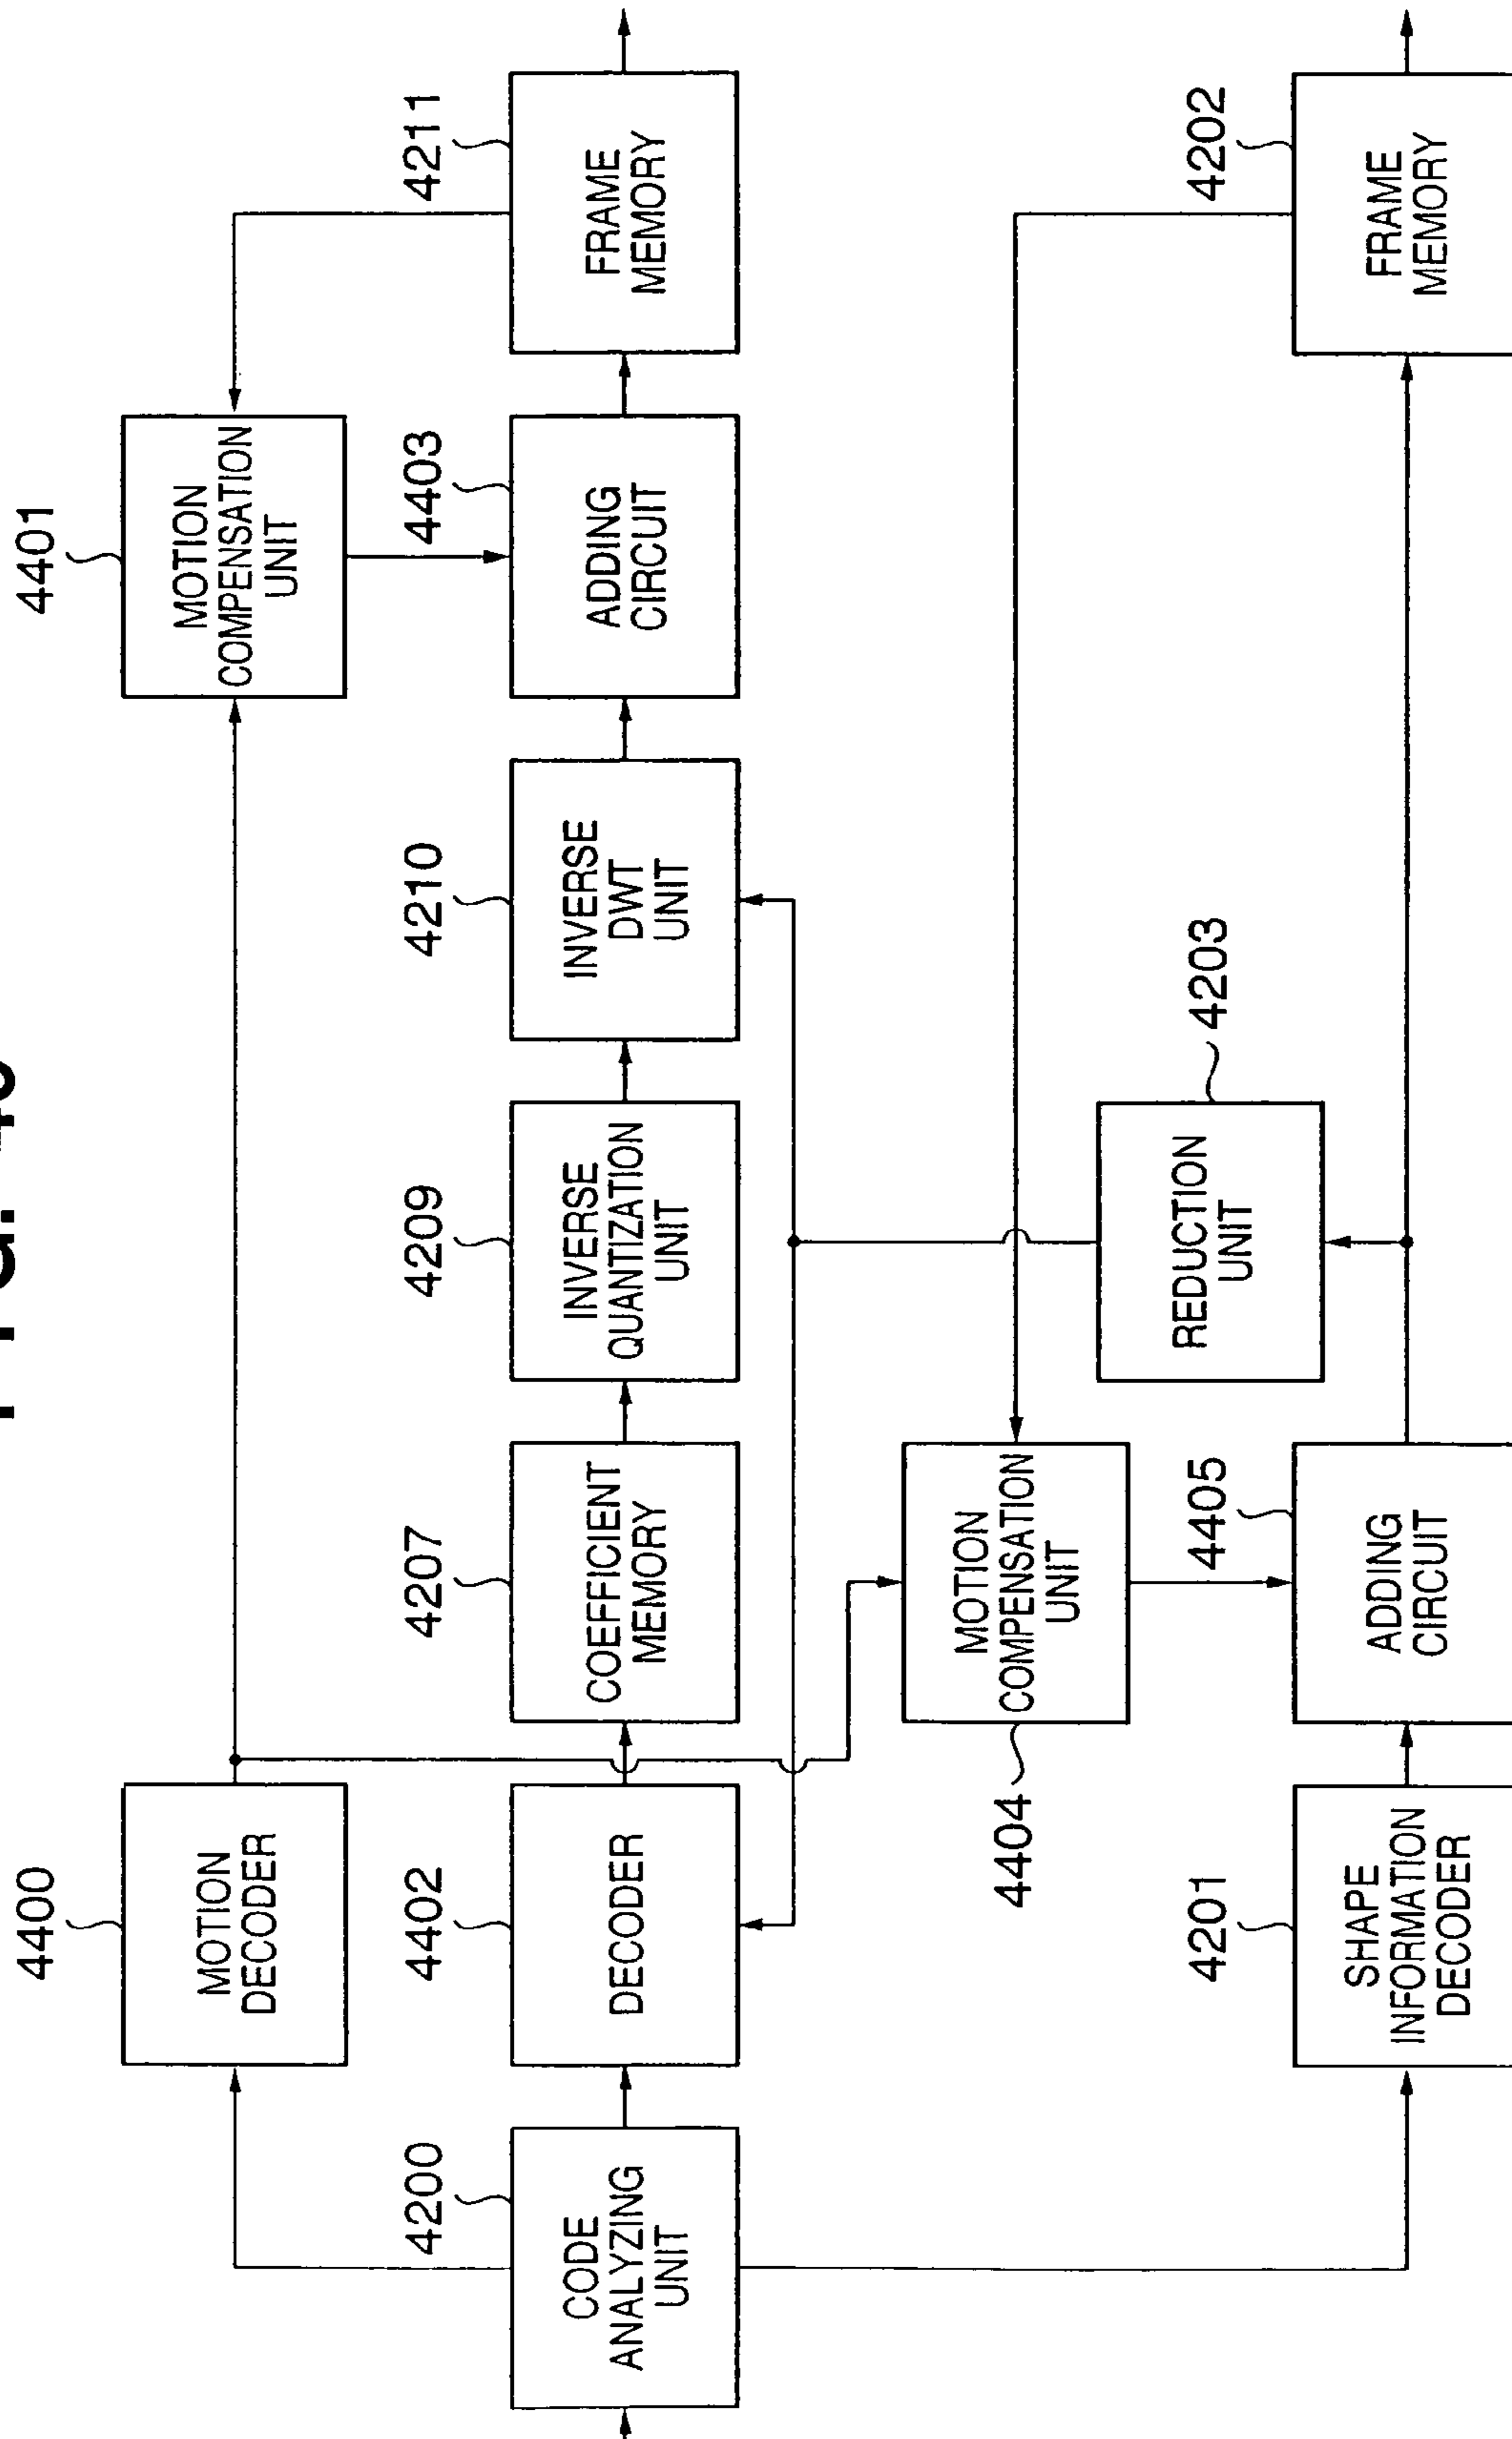 FIG.
4400
MOTION
DECODER
4401
MOTION
COMPENSATION
UNIT
4200
CODE
ANALYZING
UNIT
4402
DECODER
4207
COEFFICIENT
MEMORY
4209
INVERSE
QUANTIZATION
UNIT
4210
INVERSE
DWT
UNIT
4403
ADDING
CIRCUIT
4211
FRAME
MEMORY
4404
MOTION
COMPENSATION
UNIT
4203
REDUCTION
UNIT
4201
SHAPE
INFORMATION
DECODER
4405
ADDING
CIRCUIT
4202
FRAME
MEMORY